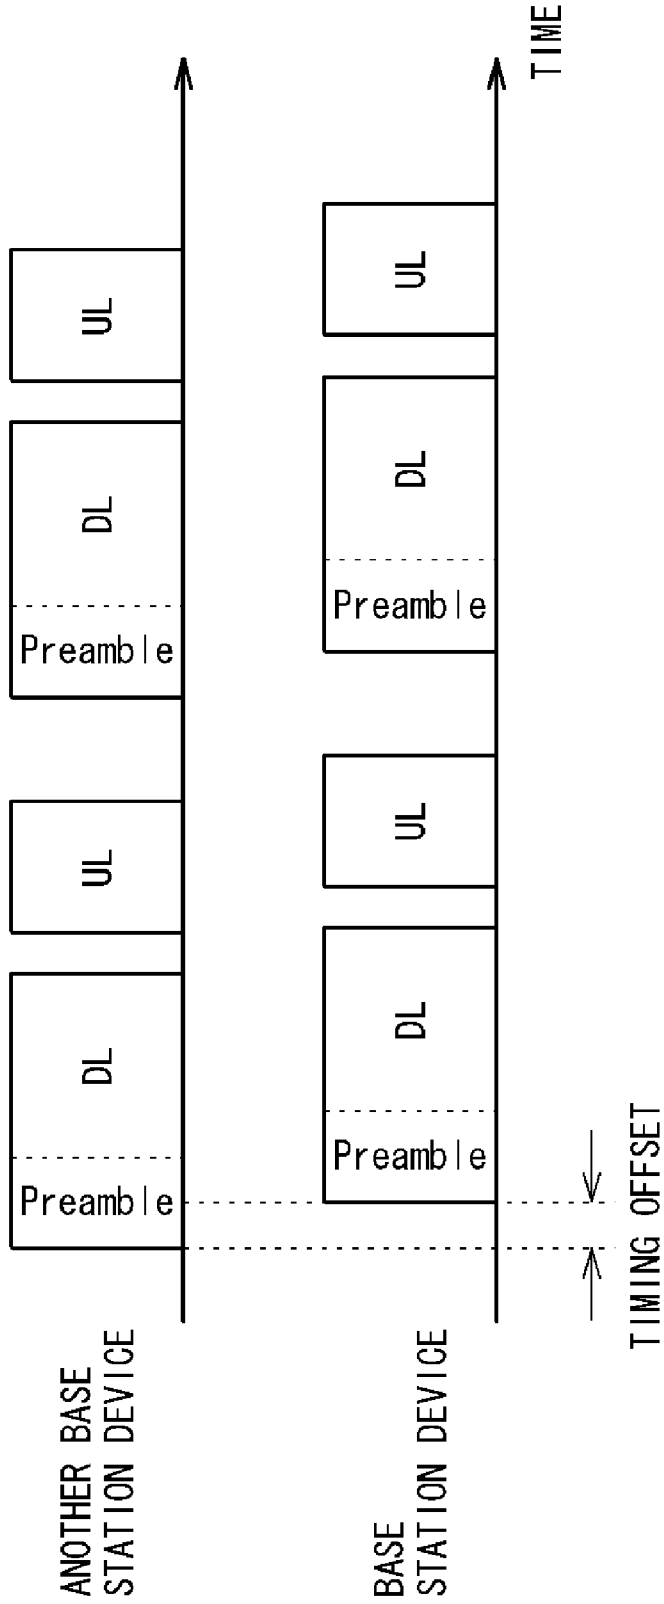 ANOTHER BASE
STATION DEVICE
Preamble
DL
UL
Preamble
DL
UL
BASE
STATION DEVICE
Preamble
DL
UL
Preamble
DL
UL
TIME
TIMING OFFSET